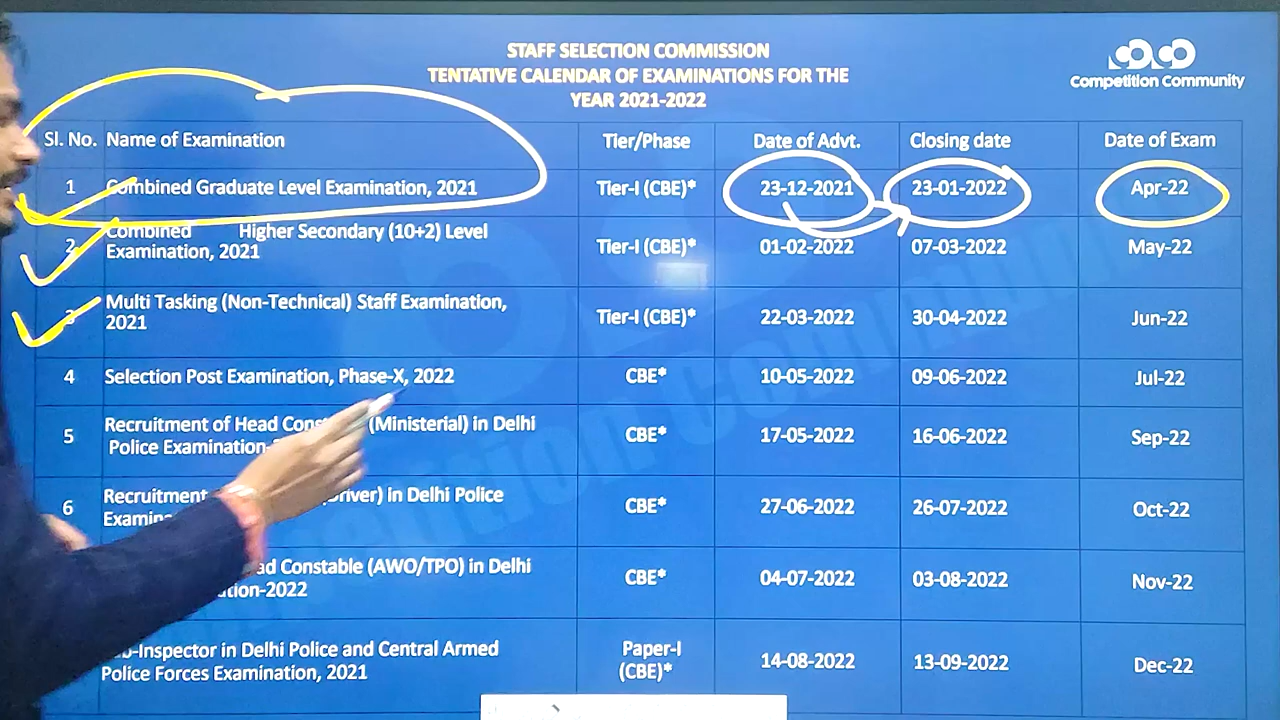 STAFF SELECTION COMMISSION
TENTATIVE CALENDAR OF EXAMINATIONS FOR THE
YEAR 2021-2022
Competition Community
Sl. No. Name of Examination Tier/Phase Date of Advt. Closing date Date of Exam
1 Combined Graduate Level Examination, 2021 Tier-I (CBE)* 23-12-2021 23-01-2022 Apr-22
2 Combined Higher Secondary (10+2) Level
Examination, 2021 Tier-I (CBE)* 01-02-2022 07-03-2022 May-22
3 Multi Tasking (Non-Technical) Staff Examination,
2021 Tier-I (CBE)* 22-03-2022 30-04-2022 Jun-22
4 Selection Post Examination, Phase-X, 2022 CBE* 10-05-2022 09-06-2022 Jul-22
5 Recruitment of Head (Ministerial) in Delhi
Police CBE* 17-05-2022 16-06-2022 Sep-22
6 Recruitment in Delhi Police
CBE* 27-06-2022 26-07-2022 Oct-22
Constable (AWO/TPO) in Delhi
-2022 CBE* 04-07-2022 03-08-2022 Nov-22
in Delhi Police and Central Armed
Police Forces Examination, 2021 Paper-I
(CBE)* 14-08-2022 13-09-2022 Dec-22